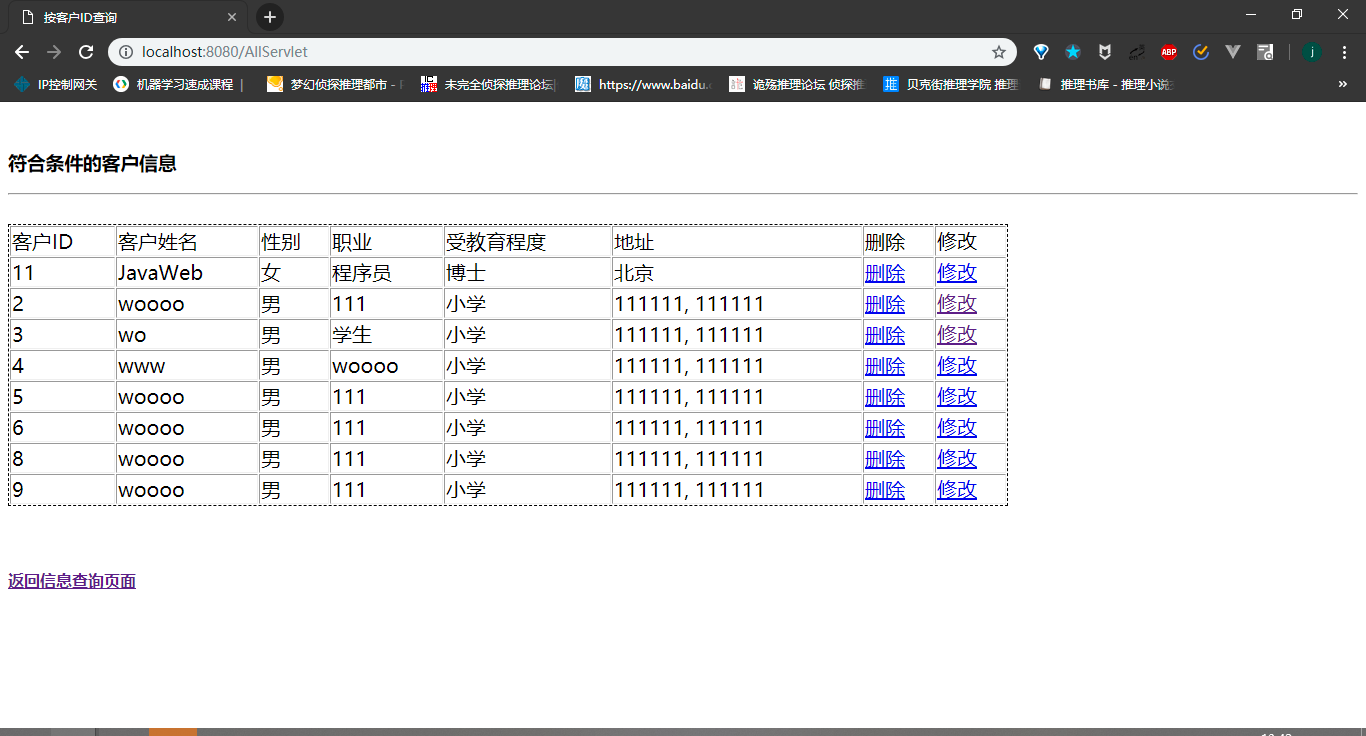 按客户ID查询
localhost:8080/AllServlet
ABP
j
IP控制网关 机器学习速成课程 | 梦幻侦探推理都市 - 未完全侦探推理论坛 https://www.baidu.c 诡殇推理论坛 侦探推 贝克街推理学院 推理 推理书库 - 推理小说 »
符合条件的客户信息
客户ID 客户姓名 性别 职业 受教育程度 地址 删除 修改
11 JavaWeb 女 程序员 博士 北京 删除 修改
2 woooo 男 111 小学 111111, 111111 删除 修改
3 wo 男 学生 小学 111111, 111111 删除 修改
4 www 男 woooo 小学 111111, 111111 删除 修改
5 woooo 男 111 小学 111111, 111111 删除 修改
6 woooo 男 111 小学 111111, 111111 删除 修改
8 woooo 男 111 小学 111111, 111111 删除 修改
9 woooo 男 111 小学 111111, 111111 删除 修改
返回信息查询页面